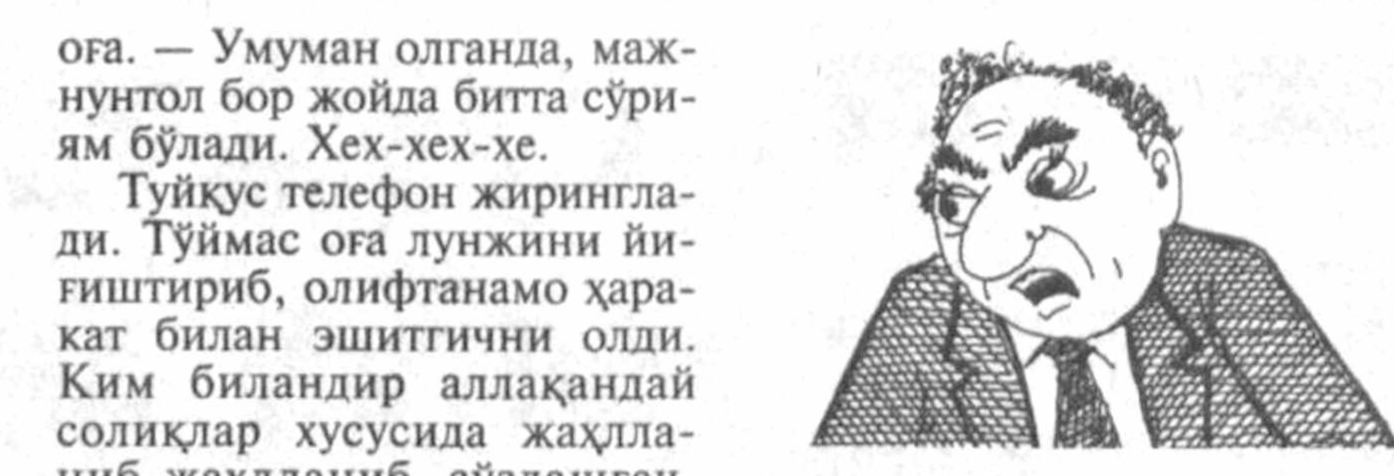 оға. — Умуман олганда, маж-
нунтол бор жойда битта сўри-
ям бўлади. Хех-хех-хе.
Туйқус телефон жирингла-
ди. Тўймас оға лунжини йи-
ғиштириб, олифтанамо ҳара-
кат билан эшитгични олди.
Ким биландир аллақандай
солиқлар хусусида жаҳлла-